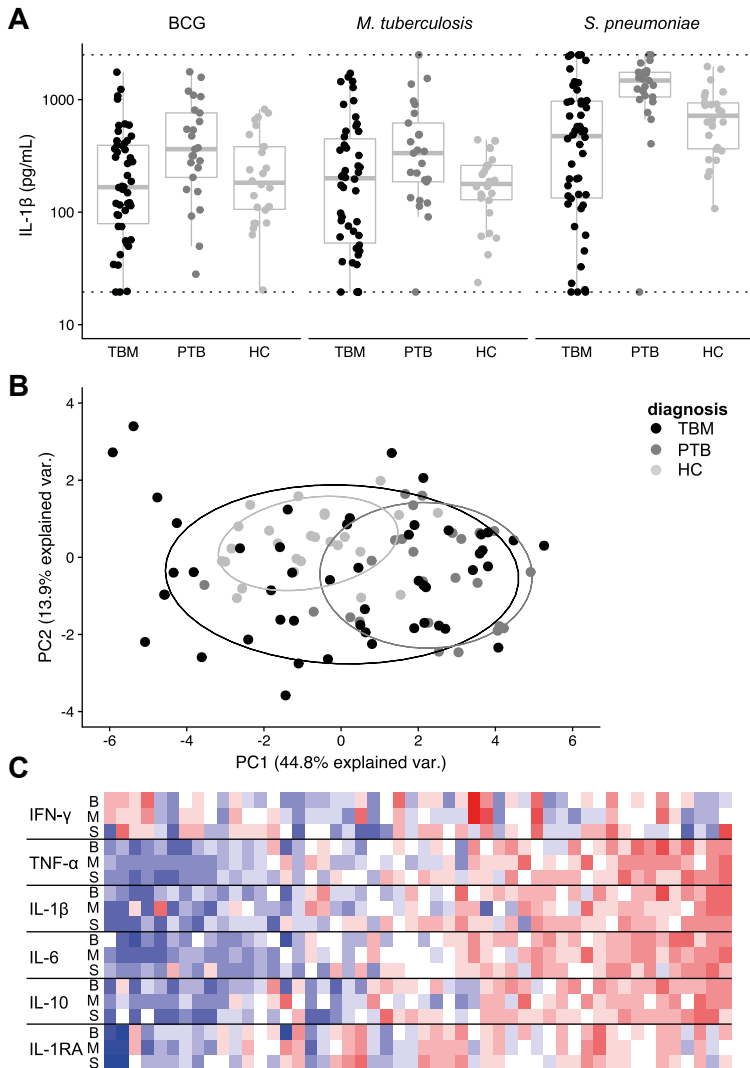 A
BCG M. tuberculosis S. pneumoniae
IL-1β (pg/mL)
1000
100
10
TBM PTB HC TBM PTB HC TBM PTB HC
B
PC2 (13.9% explained var.)
4
2
0
-2
-4
-6 -4 -2 0 2 4 6
PC1 (44.8% explained var.)
diagnosis
TBM
PTB
HC
C
IFN-γ B M S
TNF-α B M S
IL-1β B M S
IL-6 B M S
IL-10 B M S
IL-1RA B M S